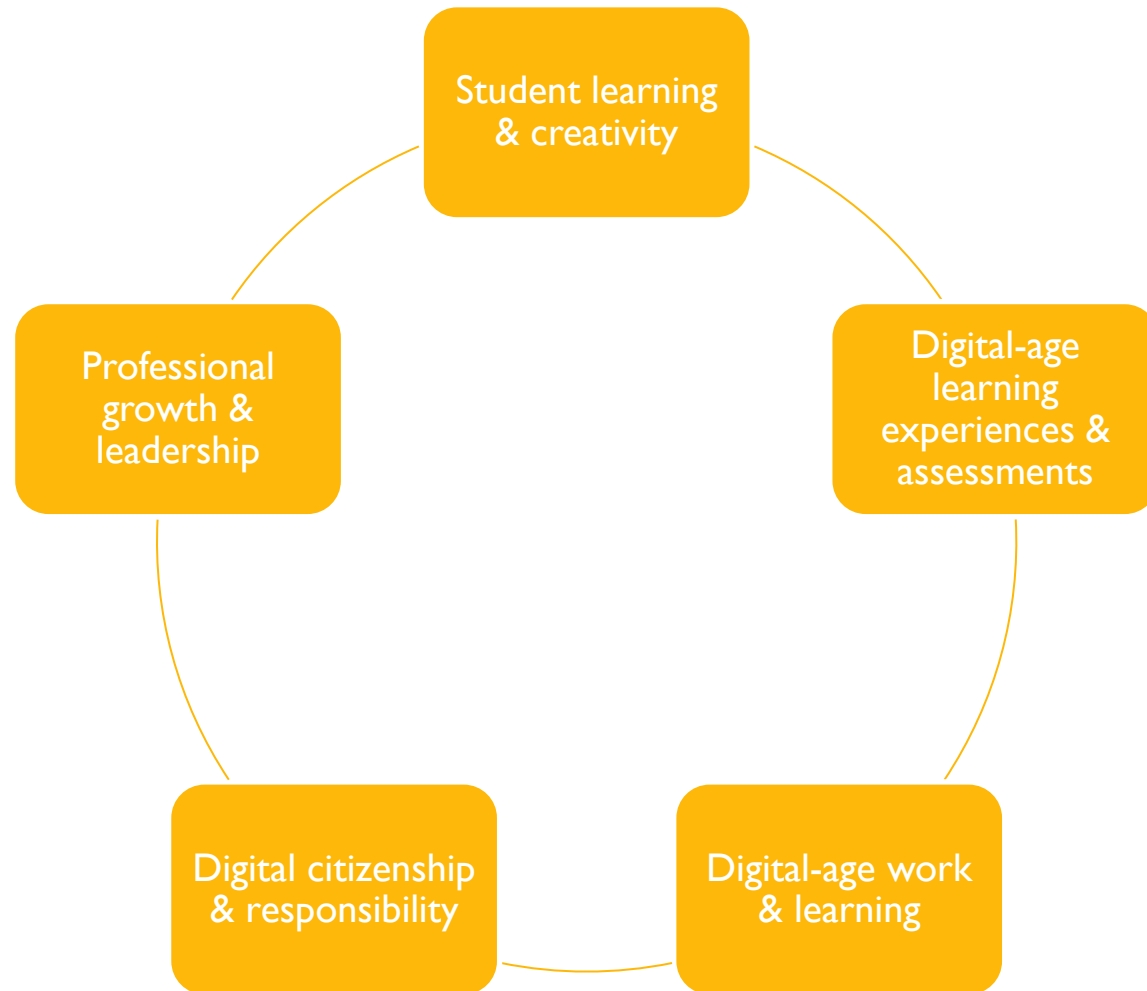 Student learning
& creativity
Digital-age
learning
experiences &
assessments
Digital-age work
& learning
Digital citizenship
& responsibility
Professional
growth &
leadership